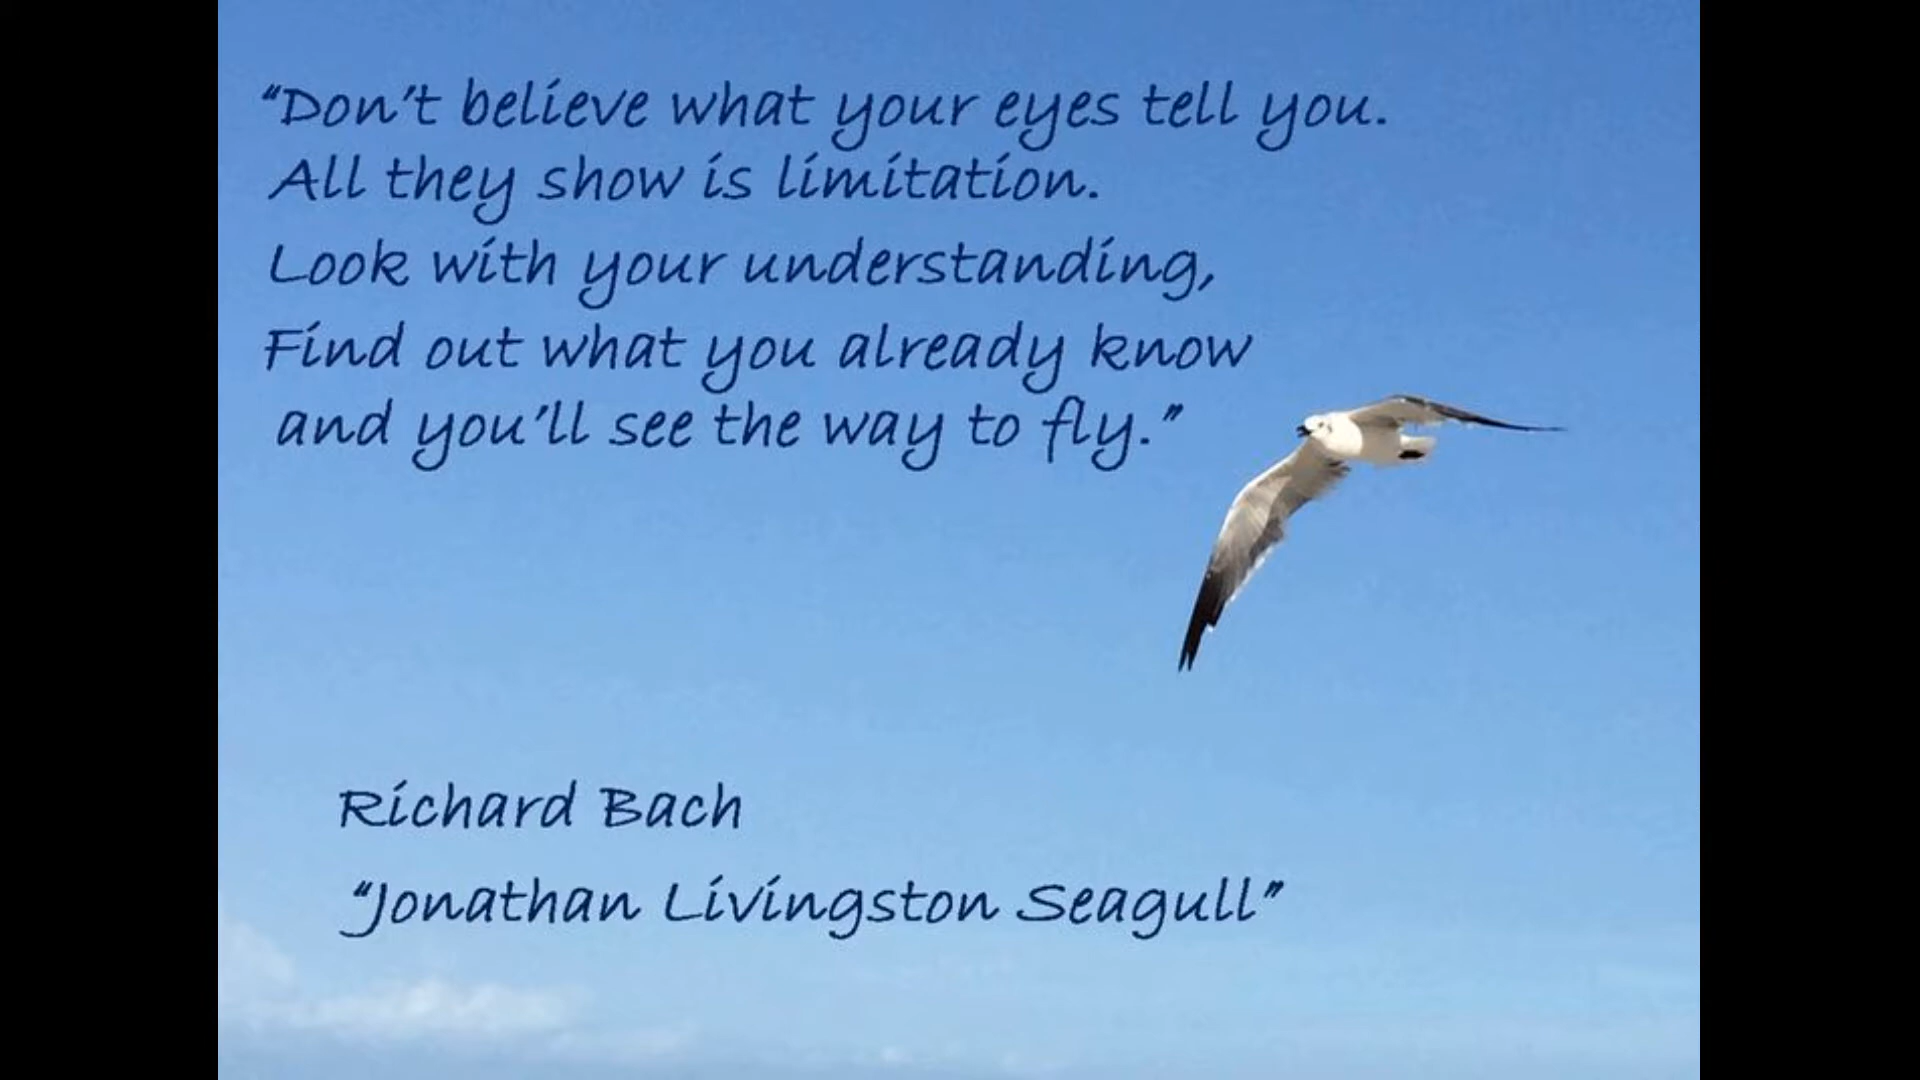 “Don’t believe what your eyes tell you.
All they show is limitation.
Look with your understanding,
Find out what you already know
and you’ll see the way to fly.”
Richard Bach
“Jonathan Livingston Seagull”